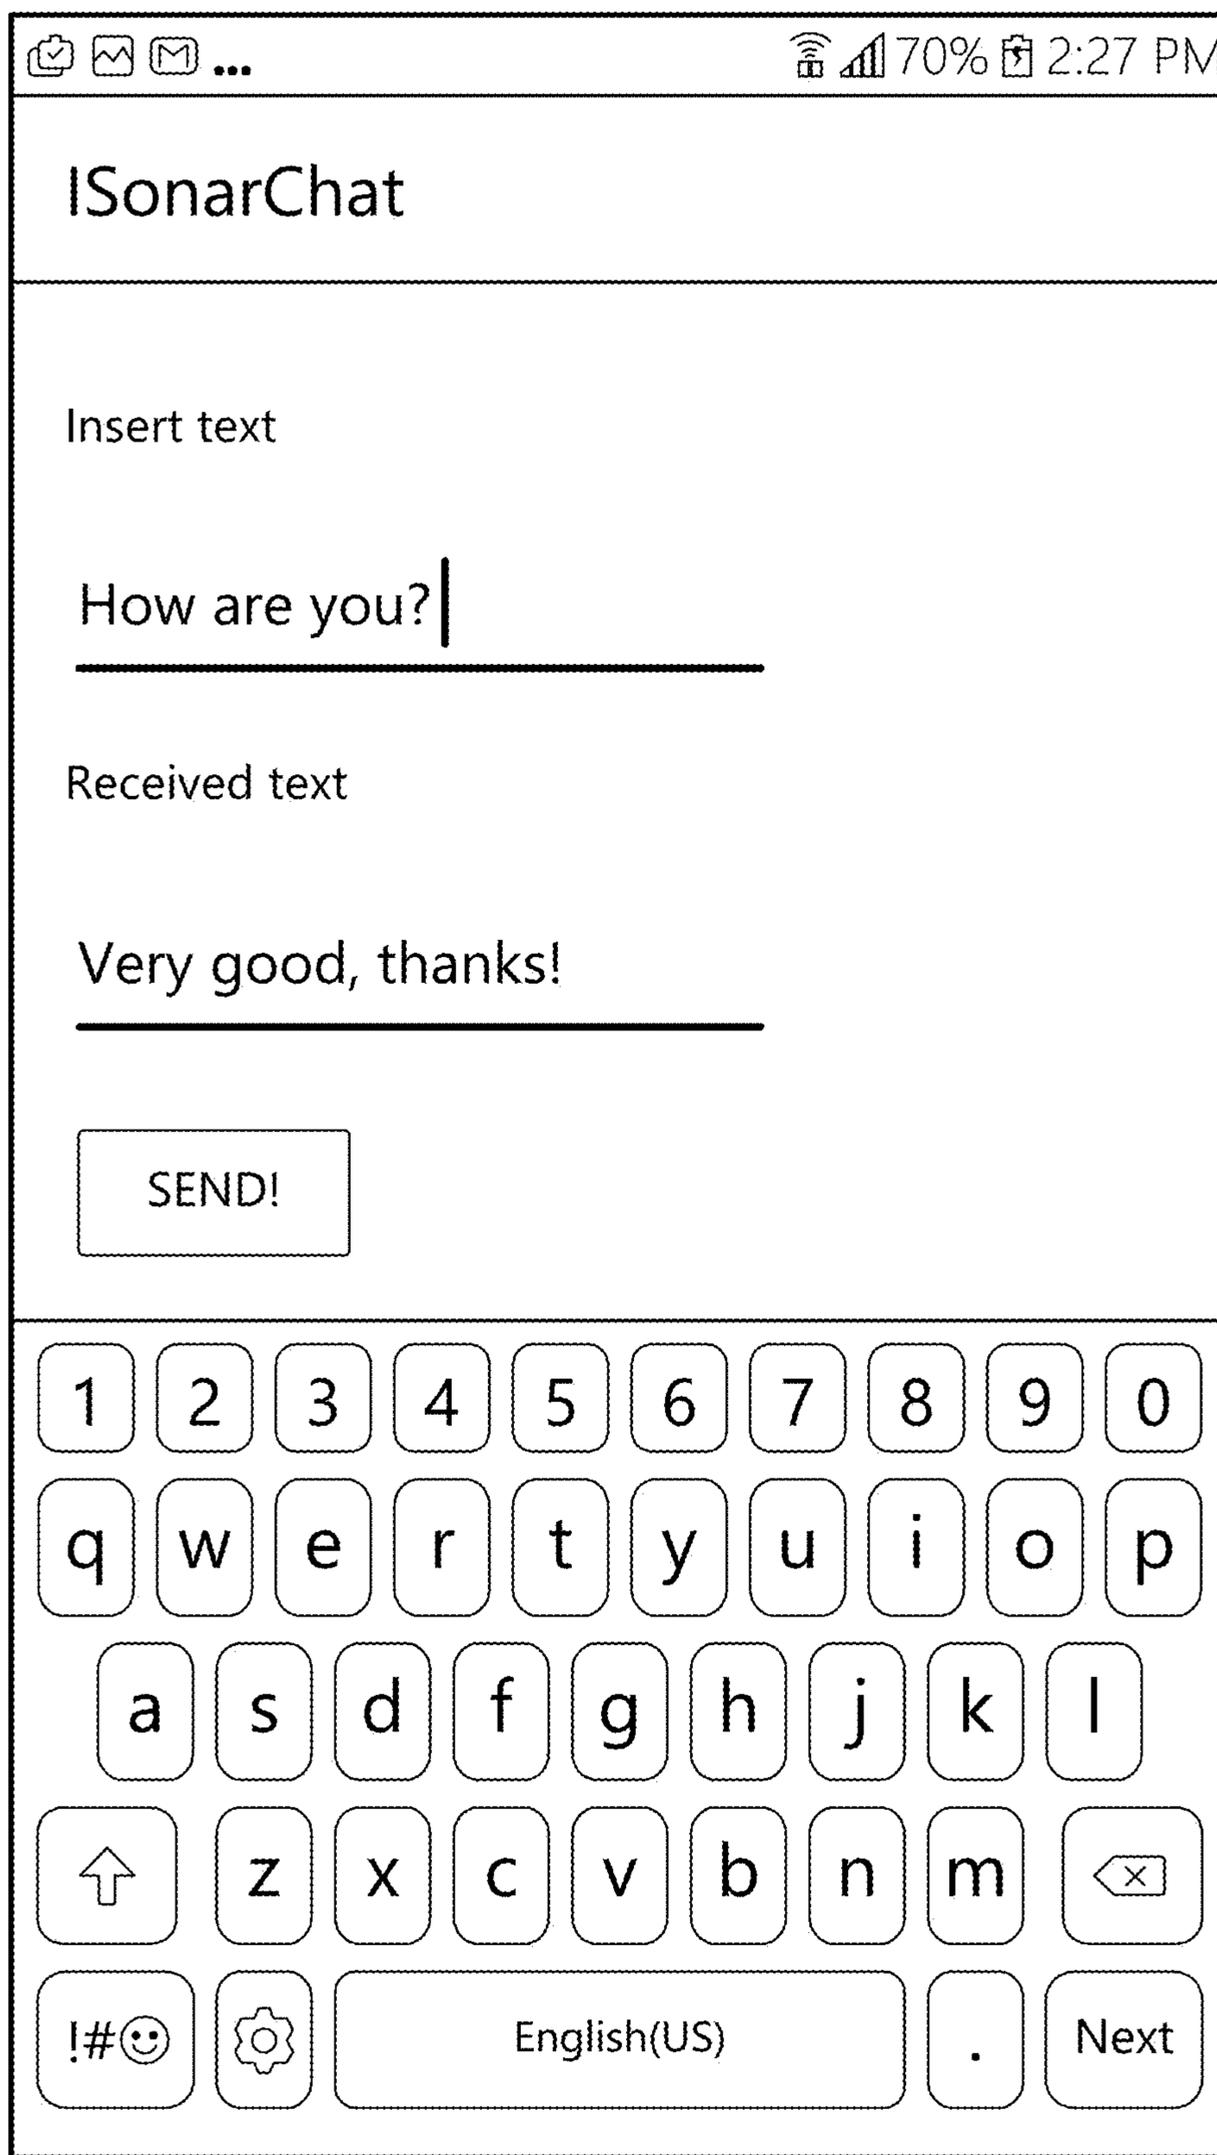 ... 70% 2:27 PM
ISonarChat
Insert text
How are you?
Received text
Very good, thanks!
SEND!
1 2 3 4 5 6 7 8 9 0
q w e r t y u i o p
a s d f g h j k l
z x c v b n m
!#☺ English(US) . Next